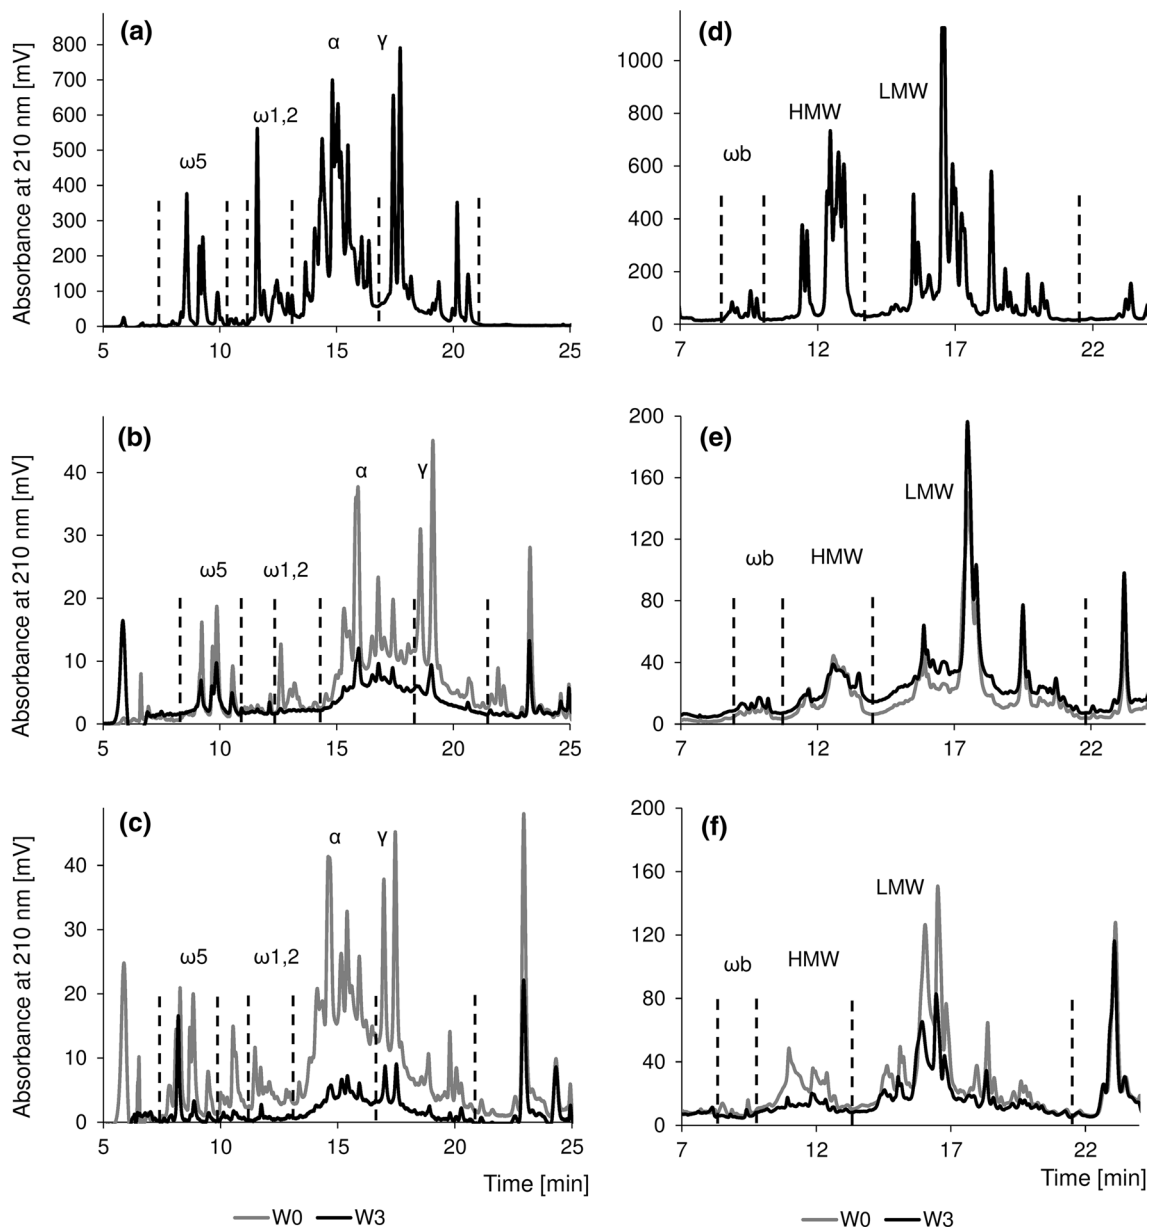 (a)
Absorbance at 210 nm [mV]
800
700
600
500
400
300
200
100
0
ω5
ω1,2
α
γ
5 10 15 20 25
(d)
1000
800
600
400
200
0
ωb
HMW
LMW
7 12 17 22
(b)
Absorbance at 210 nm [mV]
40
30
20
10
0
ω5
ω1,2
α
γ
5 10 15 20 25
(e)
200
160
120
80
40
0
ωb
HMW
LMW
7 12 17 22
(c)
Absorbance at 210 nm [mV]
40
30
20
10
0
ω5
ω1,2
α
γ
5 10 15 20 25
Time [min]
W0 W3
(f)
200
160
120
80
40
0
ωb
HMW
LMW
7 12 17 22
Time [min]
W0 W3